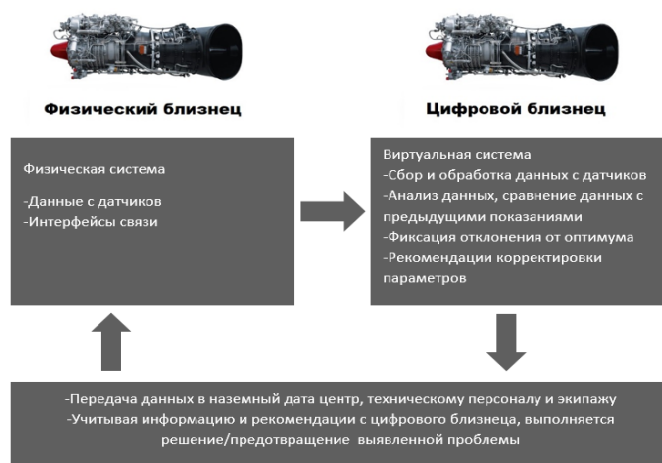 Физический близнец
Цифровой близнец
Физическая система
-Данные с датчиков
-Интерфейсы связи
Виртуальная система
-Сбор и обработка данных с датчиков
-Анализ данных, сравнение данных с
предыдущими показаниями
-Фиксация отклонения от оптимума
-Рекомендации корректировки
параметров
-Передача данных в наземный дата центр, техническому персоналу и экипажу
-Учитывая информацию и рекомендации с цифрового близнеца, выполняется
решение/предотвращение выявленной проблемы